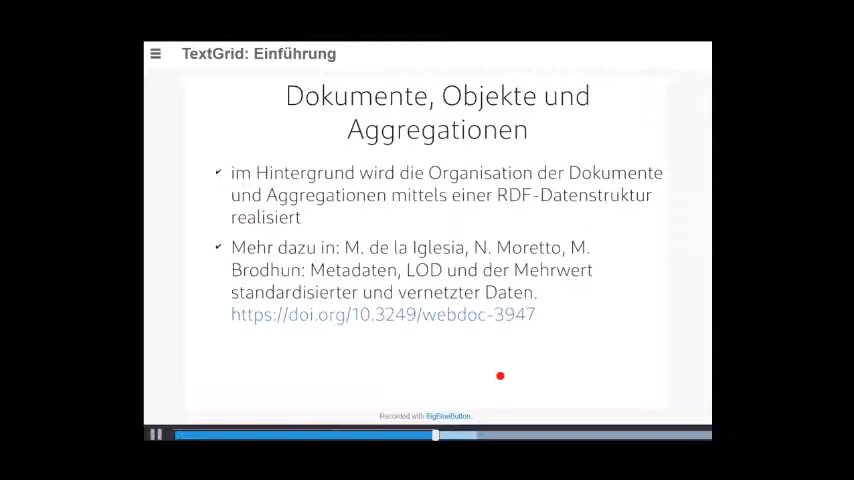 TextGrid: Einführung
Dokumente, Objekte und
Aggregationen
im Hintergrund wird die Organisation der Dokumente
und Aggregationen mittels einer RDF-Datenstruktur
realisiert
Mehr dazu in: M. de la Iglesia, N. Moretto, M.
Brodhun: Metadaten, LOD und der Mehrwert
standardisierter und vernetzter Daten.
https://doi.org/10.3249/webdoc-3947
Recorded with BigBlueButton.